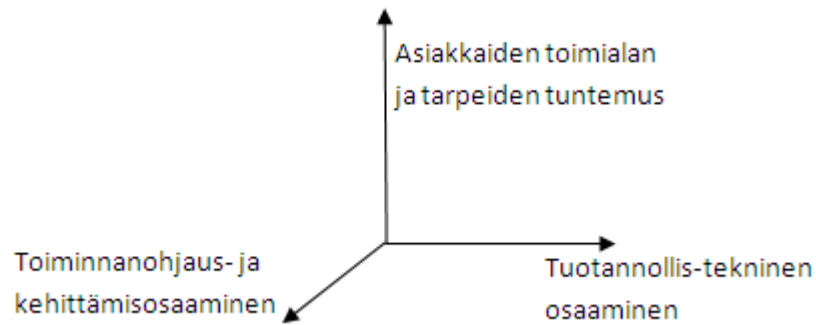 Asiakkaiden toimialan
ja tarpeiden tuntemus
Toiminnanohjaus- ja
kehittämisosaaminen
Tuotannollis-tekninen
osaaminen